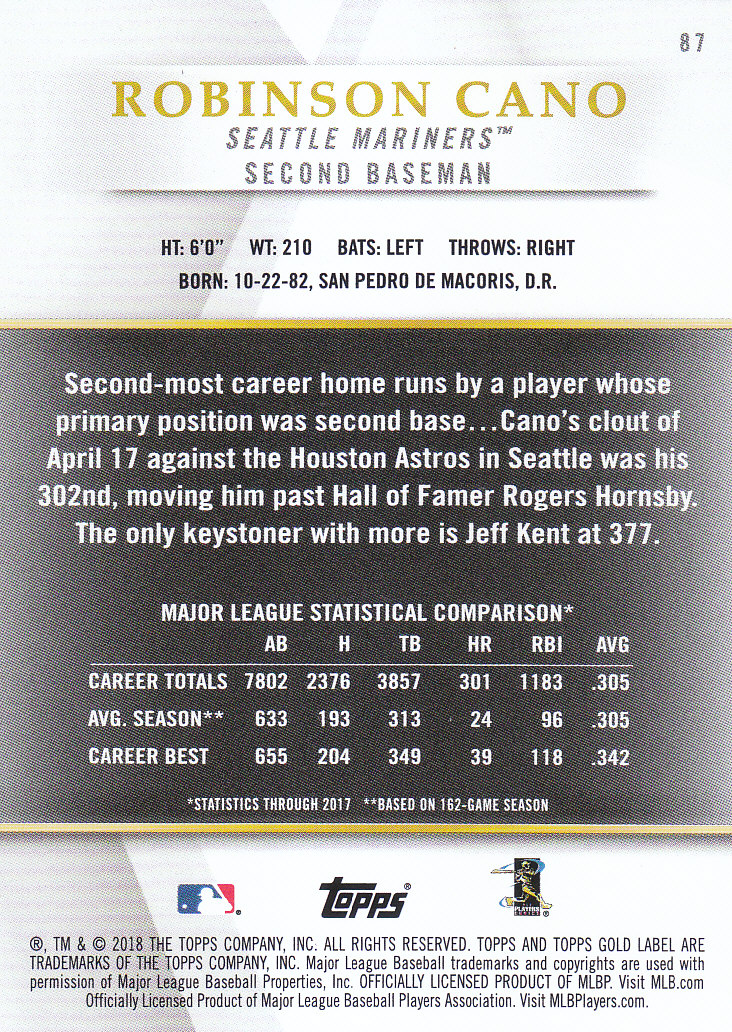 87
ROBINSON CANO
SEATTLE MARINERS™
SECOND BASEMAN
HT: 6'0" WT: 210 BATS: LEFT THROWS: RIGHT
BORN: 10-22-82, SAN PEDRO DE MACORIS, D.R.
Second-most career home runs by a player whose
primary position was second base...Cano's clout of
April 17 against the Houston Astros in Seattle was his
302nd, moving him past Hall of Famer Rogers Hornsby.
The only keystoner with more is Jeff Kent at 377.
MAJOR LEAGUE STATISTICAL COMPARISON*
AB H TB HR RBI AVG
CAREER TOTALS 7802 2376 3857 301 1183 .305
AVG. SEASON** 633 193 313 24 96 .305
CAREER BEST 655 204 349 39 118 .342
*STATISTICS THROUGH 2017 **BASED ON 162-GAME SEASON
®
topps®
PLAYERS
CHOICE ®
®, TM & © 2018 THE TOPPS COMPANY, INC. ALL RIGHTS RESERVED. TOPPS AND TOPPS GOLD LABEL ARE
TRADEMARKS OF THE TOPPS COMPANY, INC. Major League Baseball trademarks and copyrights are used with
permission of Major League Baseball Properties, Inc. OFFICIALLY LICENSED PRODUCT OF MLBP. Visit MLB.com
Officially Licensed Product of Major League Baseball Players Association. Visit MLBPlayers.com.